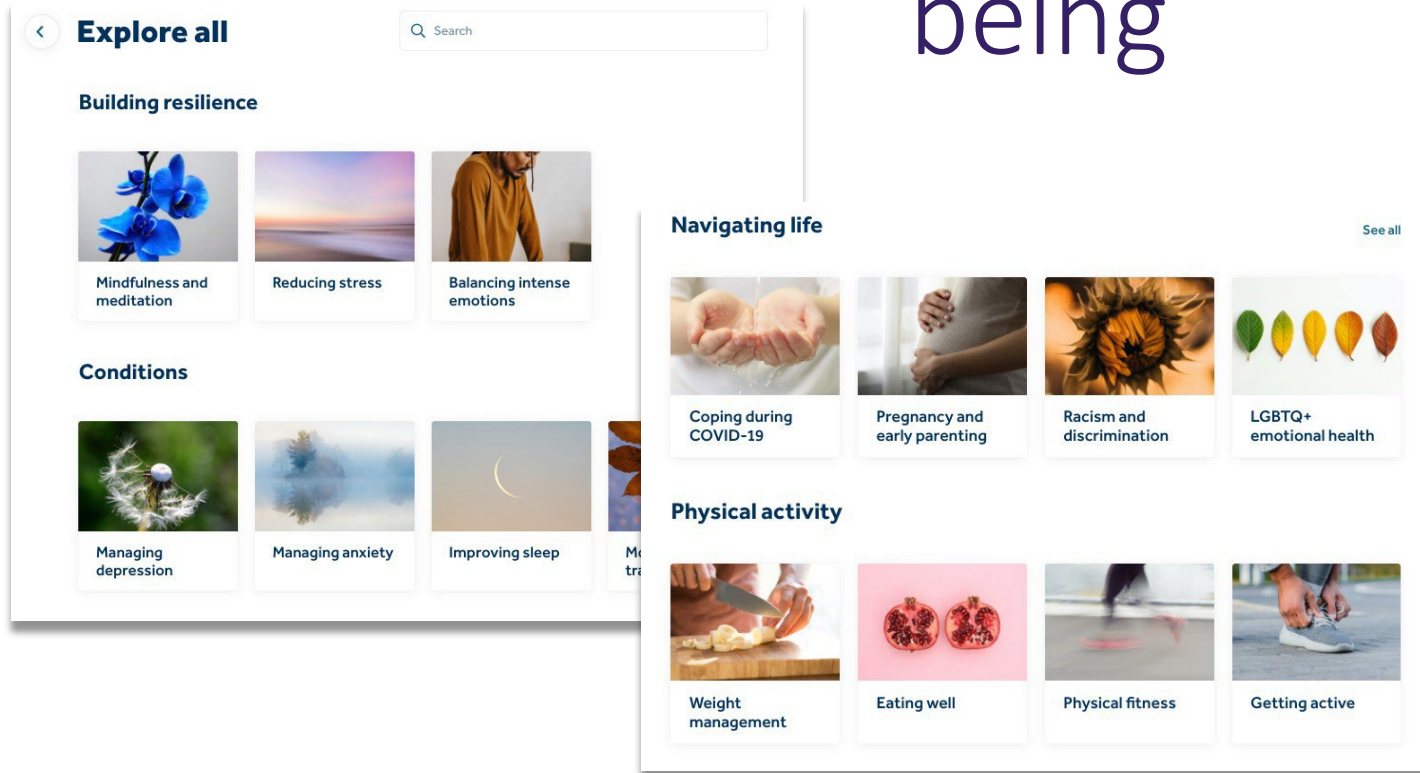 being
Explore all
Search
Building resilience
Mindfulness and
meditation
Reducing stress
Balancing intense
emotions
Conditions
Managing
depression
Managing anxiety
Improving sleep
Navigating life
See all
Coping during
COVID-19
Pregnancy and
early parenting
Racism and
discrimination
LGBTQ+
emotional health
Physical activity
Weight
management
Eating well
Physical fitness
Getting active